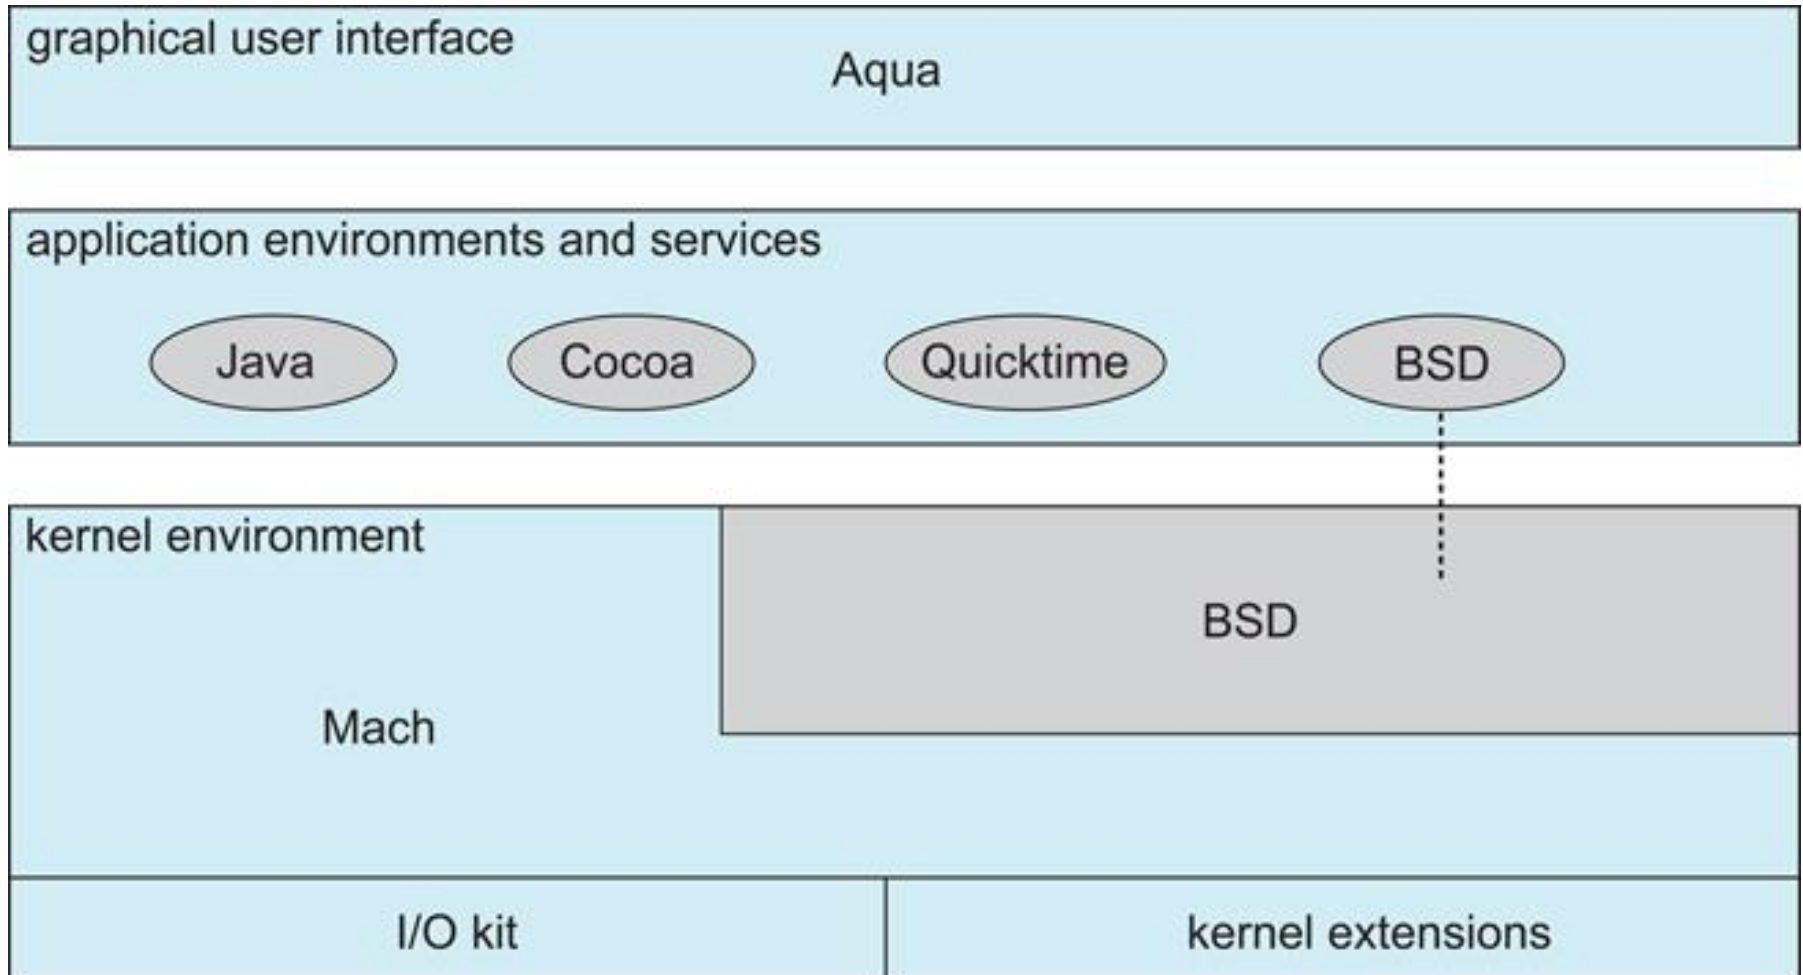 graphical user interface
Aqua
application environments and services
Java
Cocoa
Quicktime
BSD
kernel environment
BSD
Mach
I/O kit
kernel extensions